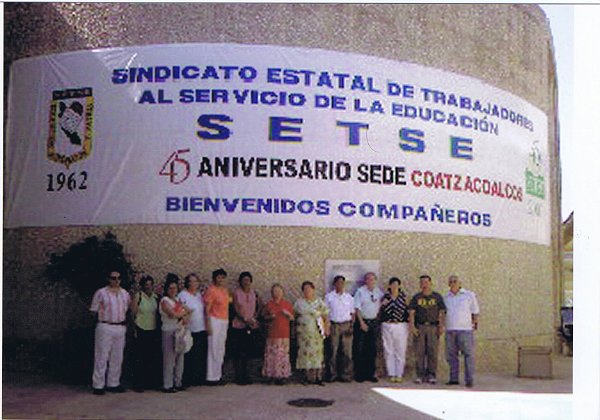 SINDICATO ESTATAL DE TRABAJADORES
AL SERVICIO DE LA EDUCACIÓN
SETSE
1962
45 ANIVERSARIO SEDE COATZACOALCOS
BIENVENIDOS COMPAÑEROS